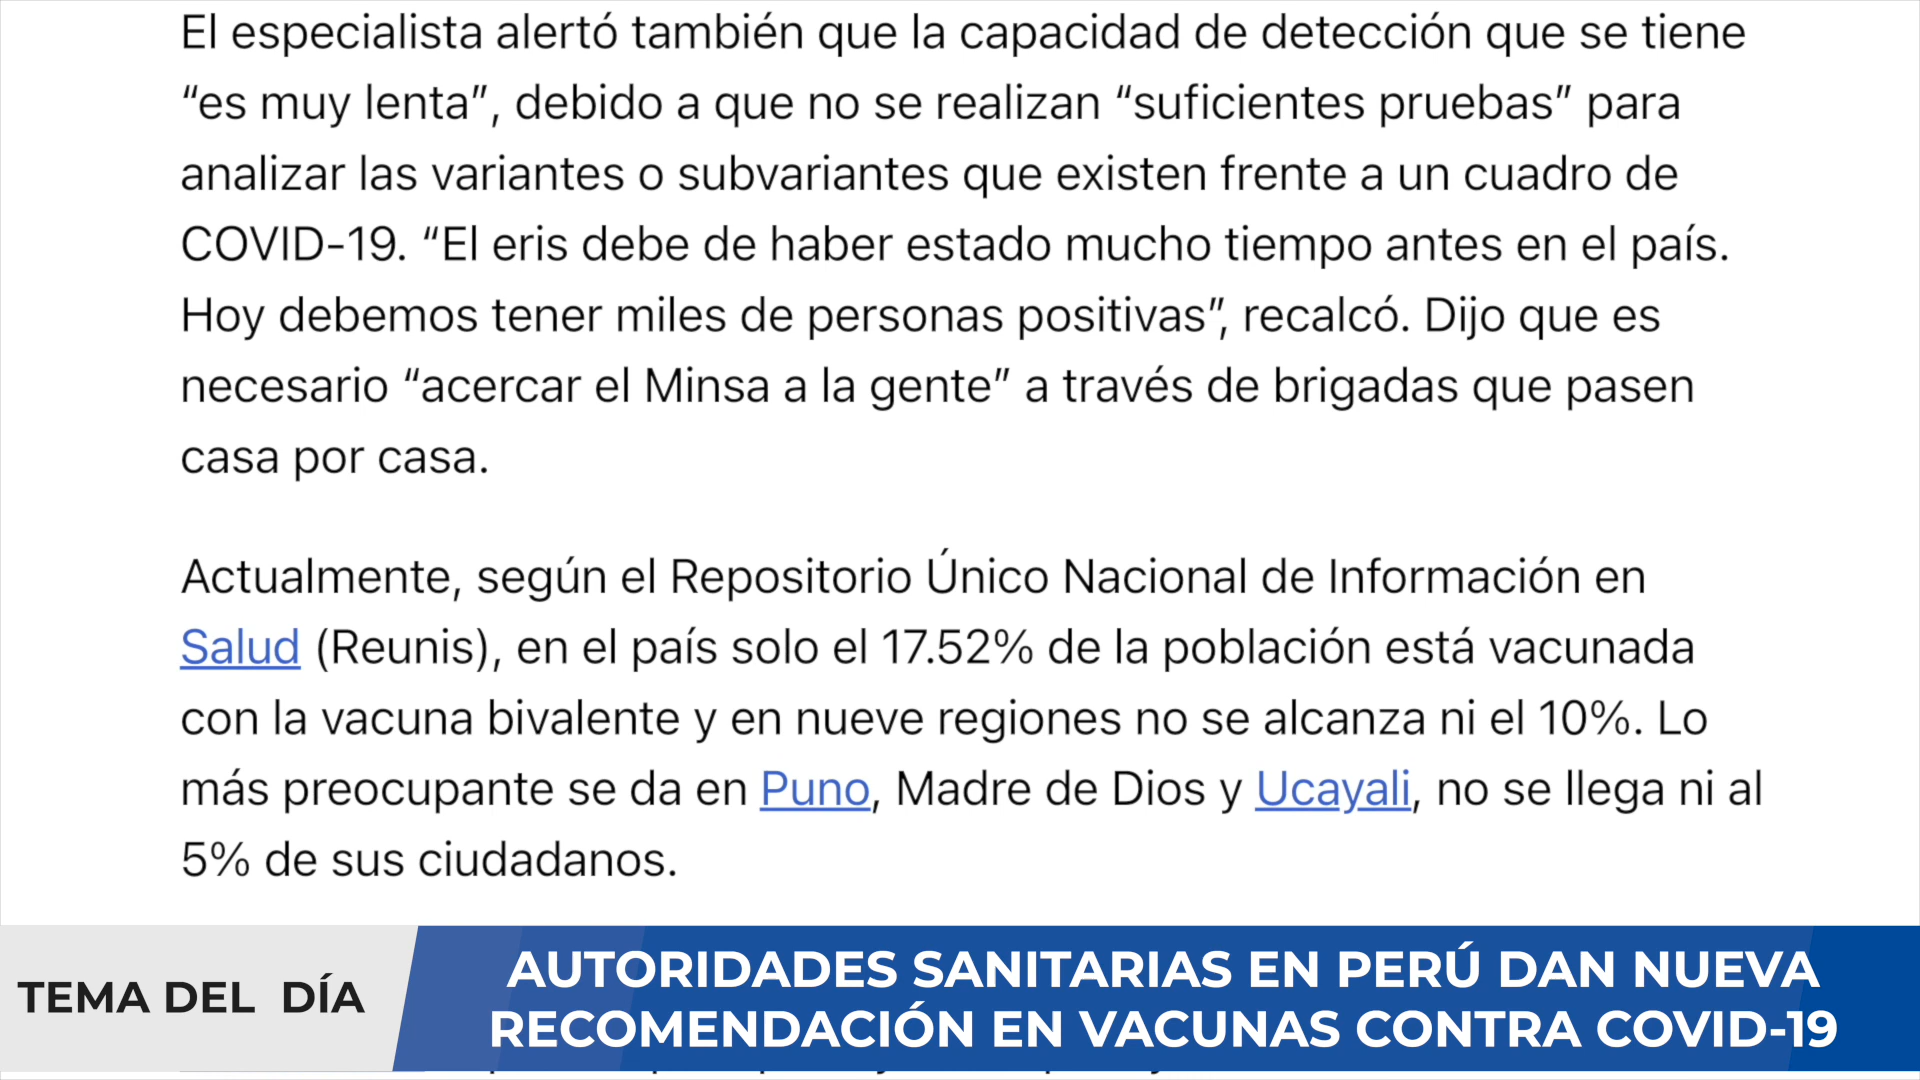 El especialista alertó también que la capacidad de detección que se tiene
“es muy lenta”, debido a que no se realizan “suficientes pruebas” para
analizar las variantes o subvariantes que existen frente a un cuadro de
COVID-19. “El eris debe de haber estado mucho tiempo antes en el país.
Hoy debemos tener miles de personas positivas”, recalcó. Dijo que es
necesario “acercar el Minsa a la gente” a través de brigadas que pasen
casa por casa.
Actualmente, según el Repositorio Único Nacional de Información en
Salud (Reunis), en el país solo el 17.52% de la población está vacunada
con la vacuna bivalente y en nueve regiones no se alcanza ni el 10%. Lo
más preocupante se da en Puno, Madre de Dios y Ucayali, no se llega ni al
5% de sus ciudadanos.
TEMA DEL DÍA
AUTORIDADES SANITARIAS EN PERÚ DAN NUEVA
RECOMENDACIÓN EN VACUNAS CONTRA COVID-19